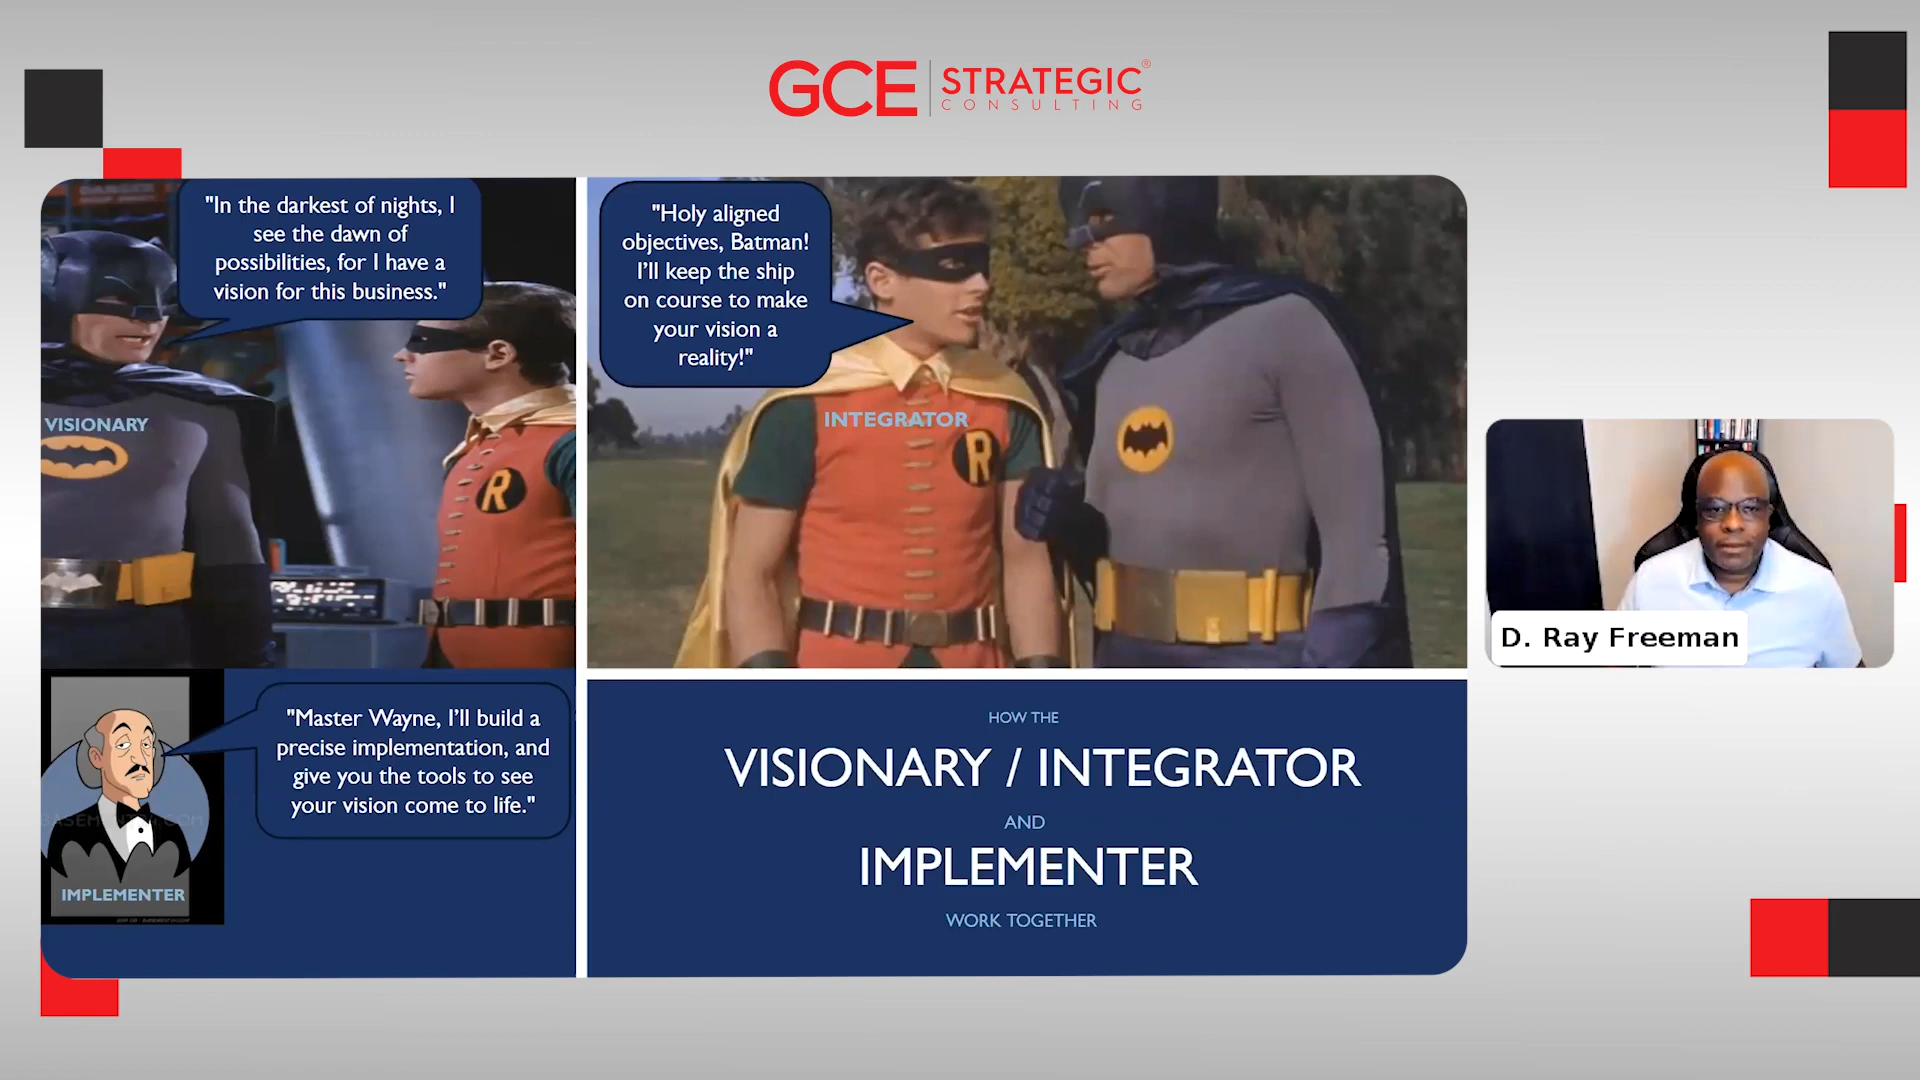 GCE
STRATEGIC®
CONSULTING
"In the darkest of nights, I
see the dawn of
possibilities, for I have a
vision for this business."
VISIONARY
R
"Holy aligned
objectives, Batman!
I'll keep the ship
on course to make
your vision a
reality!"
INTEGRATOR
R
D. Ray Freeman
"Master Wayne, I'll build a
precise implementation, and
give you the tools to see
your vision come to life."
IMPLEMENTER
HOW THE
VISIONARY / INTEGRATOR
AND
IMPLEMENTER
WORK TOGETHER